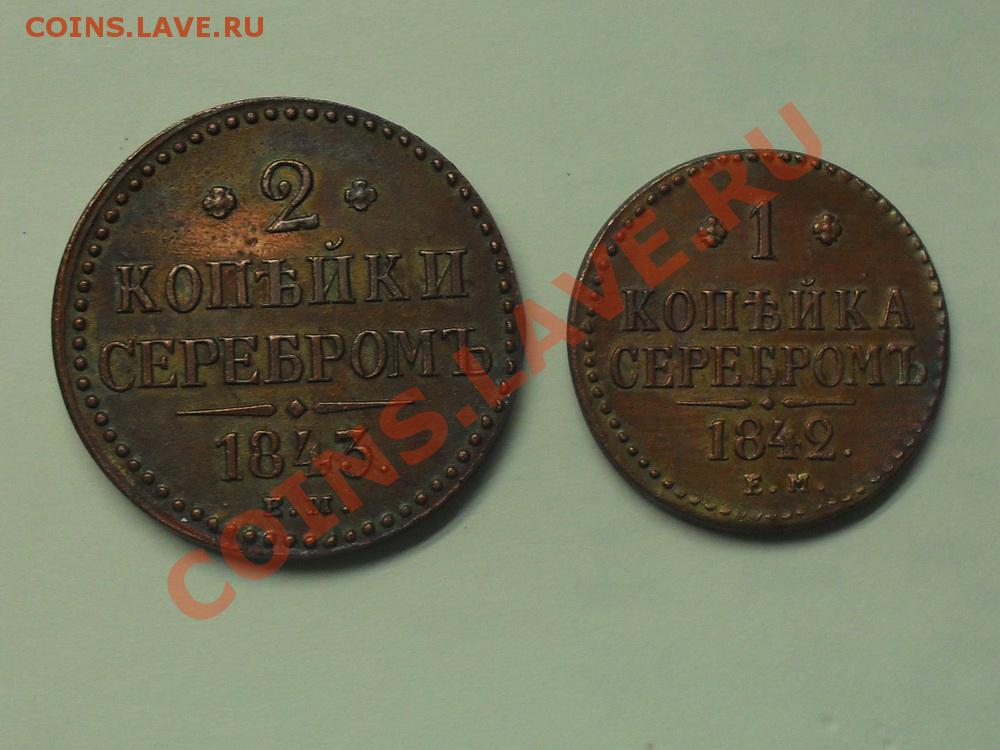 COINS.LAVE.RU
2
КОПѢЙКИ
СЕРЕБРОМЪ
1843.
Е.М.
1
КОПѢЙКА
СЕРЕБРОМЪ
1842.
Е.М.
COINS.LAVE.RU